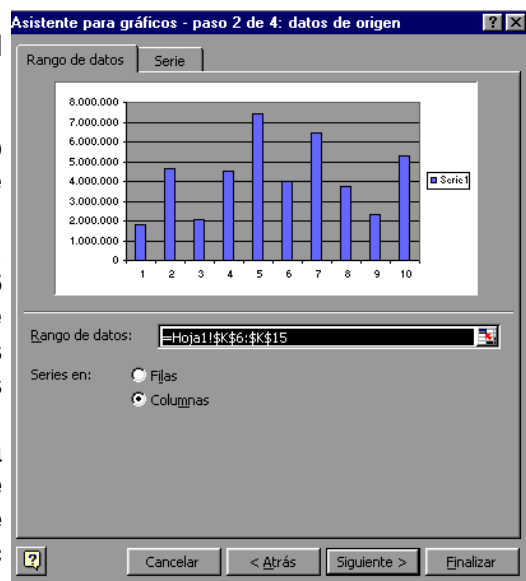 Asistente para gráficos - paso 2 de 4: datos de origen
Rango de datos Serie
8.000.000
7.000.000
6.000.000
5.000.000
4.000.000
3.000.000
2.000.000
1.000.000
0
1 2 3 4 5 6 7 8 9 10
Serie1
Rango de datos: =Hoja1!$K$6:$K$15
Series en: Filas
Columnas
Cancelar < Atrás Siguiente > Finalizar